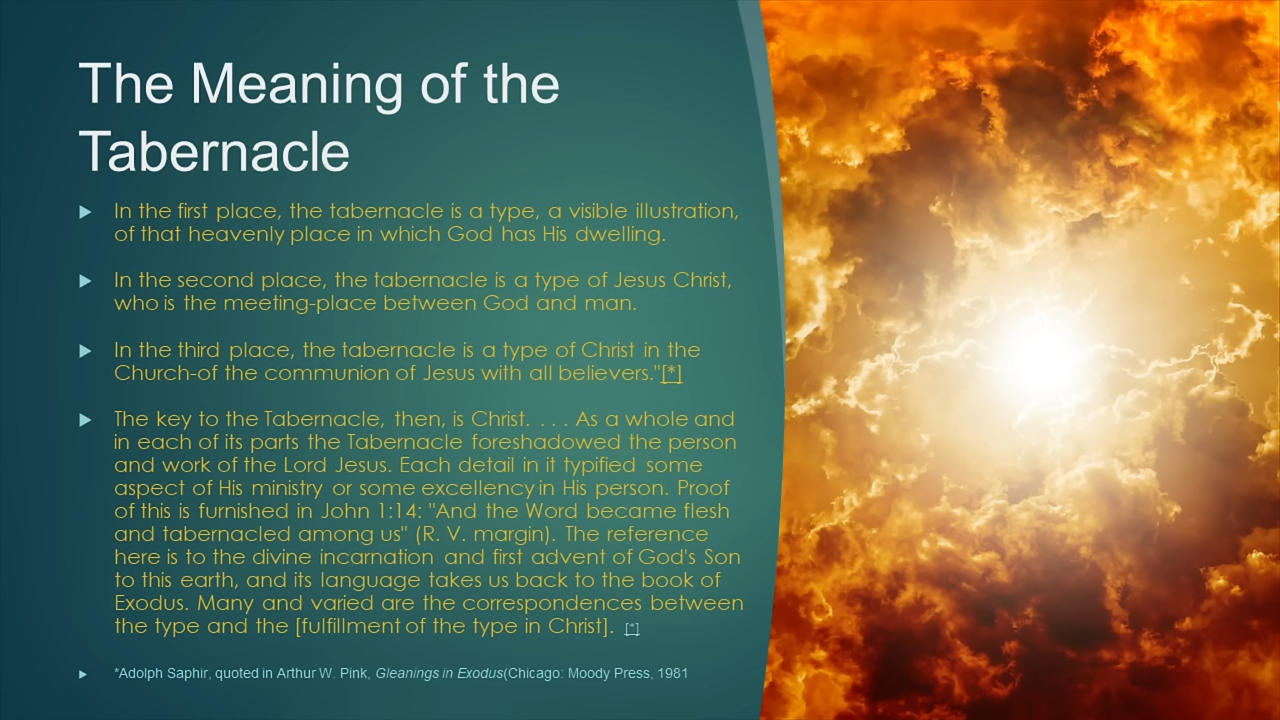 The Meaning of the
Tabernacle
In the first place, the tabernacle is a type, a visible illustration,
of that heavenly place in which God has His dwelling.
In the second place, the tabernacle is a type of Jesus Christ,
who is the meeting-place between God and man.
In the third place, the tabernacle is a type of Christ in the
Church-of the communion of Jesus with all believers."[*]
The key to the Tabernacle, then, is Christ. . . . As a whole and
in each of its parts the Tabernacle foreshadowed the person
and work of the Lord Jesus. Each detail in it typified some
aspect of His ministry or some excellency in His person. Proof
of this is furnished in John 1:14: "And the Word became flesh
and tabernacled among us" (R. V. margin). The reference
here is to the divine incarnation and first advent of God's Son
to this earth, and its language takes us back to the book of
Exodus. Many and varied are the correspondences between
the type and the [fulfillment of the type in Christ]. [*]
*Adolph Saphir, quoted in Arthur W. Pink, Gleanings in Exodus(Chicago: Moody Press, 1981